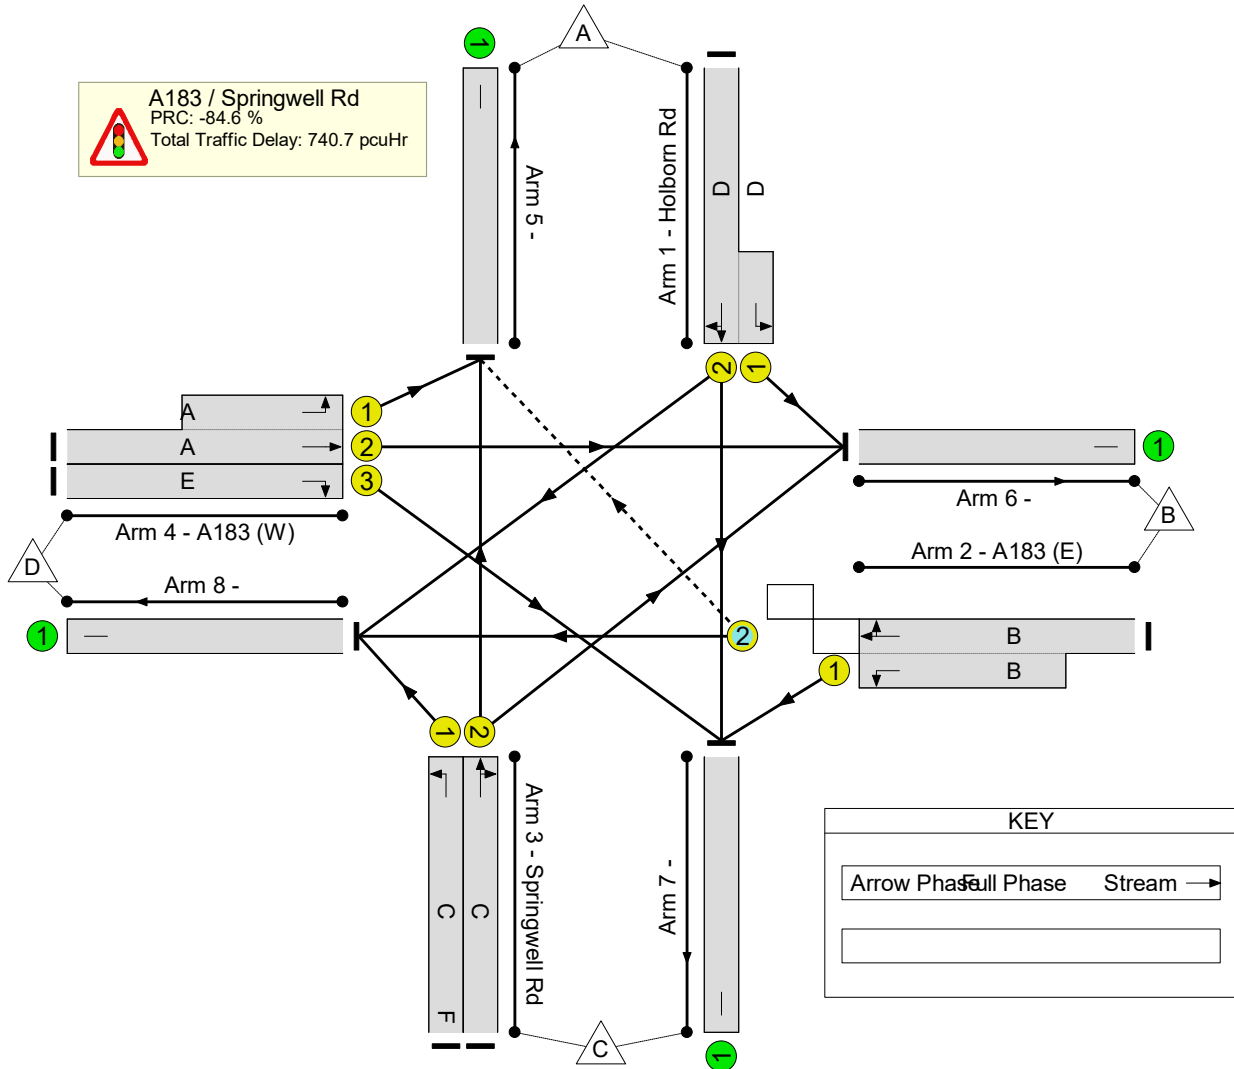 A183 / Springwell Rd
PRC: -84.6 %
Total Traffic Delay: 740.7 pcuHr
1
A
Arm 5 -
Arm 1 - Holborn Rd
D
D
2
1
A
1
A
2
E
3
Arm 4 - A183 (W)
D
Arm 8 -
1
1
Arm 6 -
B
Arm 2 - A183 (E)
2
B
1
B
1
2
C
C
F
Arm 3 - Springwell Rd
Arm 7 -
C
1
KEY
Arrow Phase
Full Phase
Stream